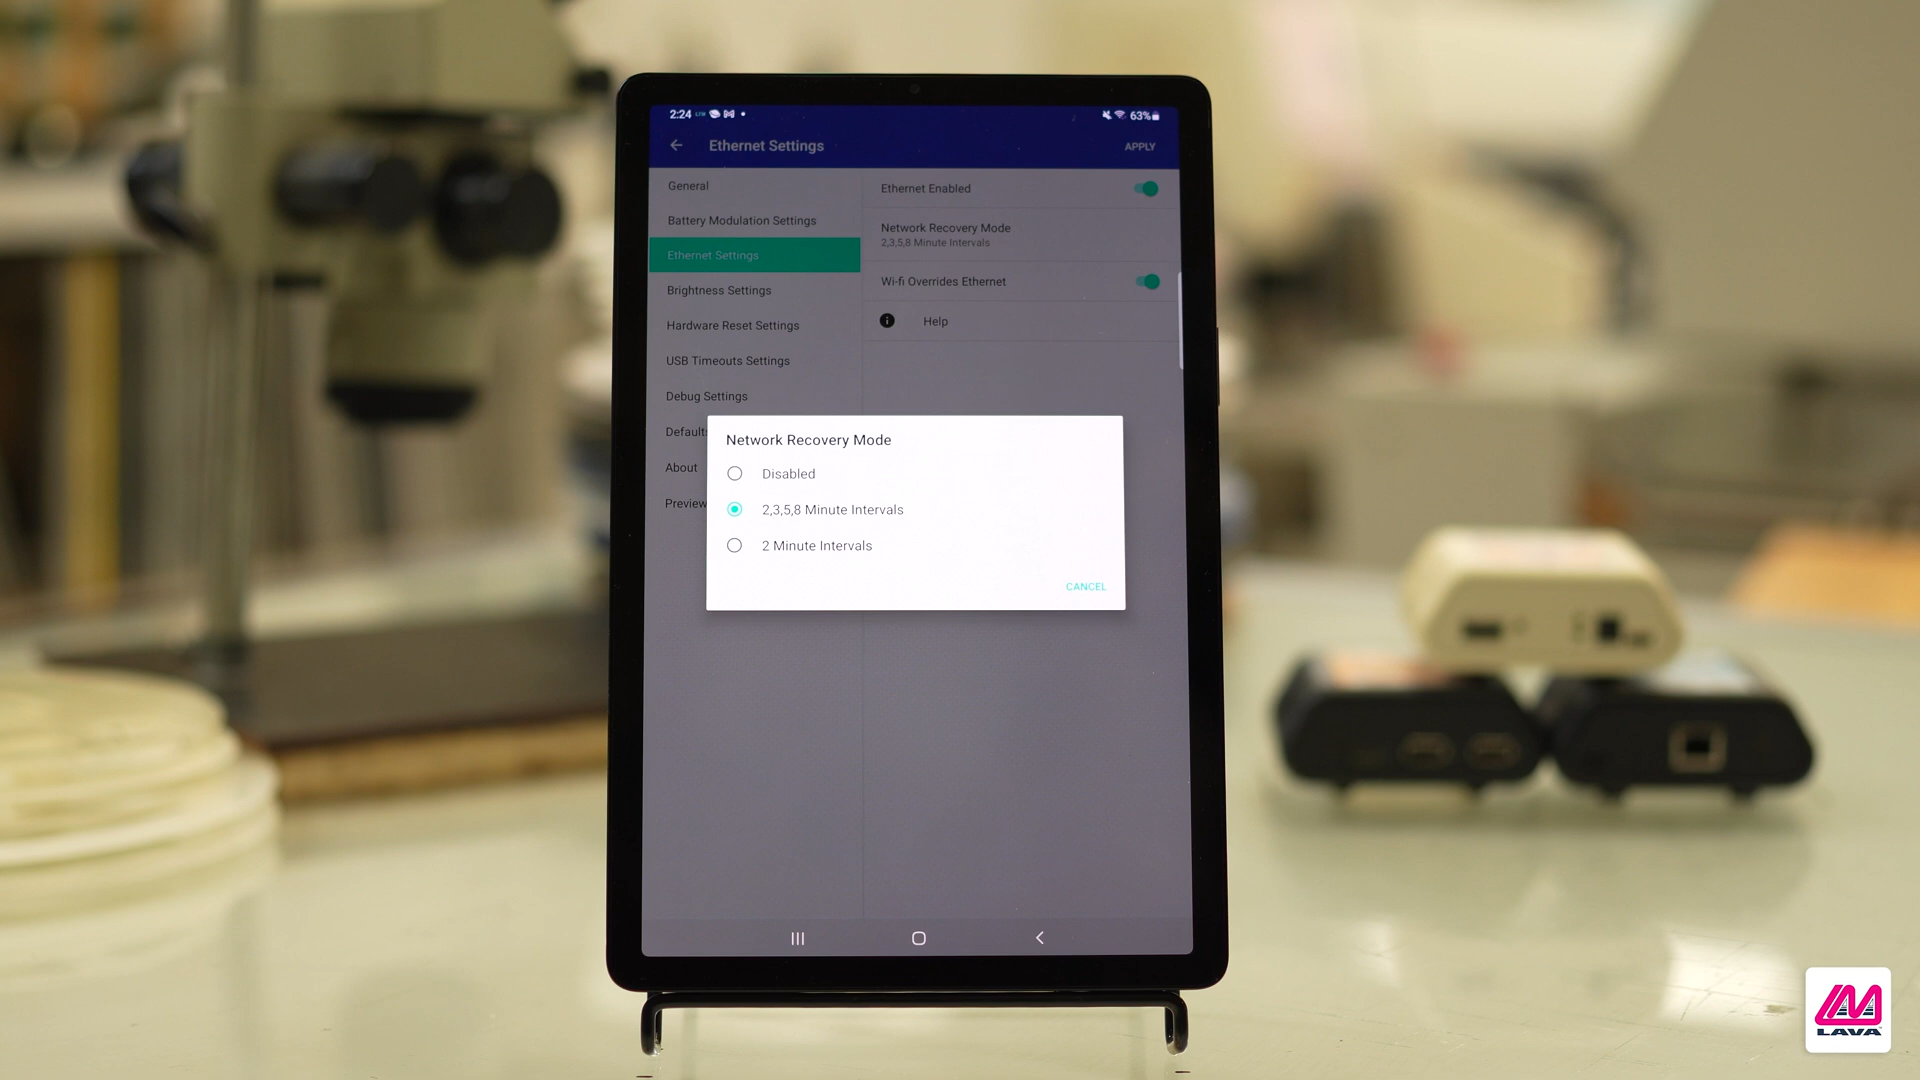 2:24
63%
Ethernet Settings
APPLY
General
Battery Modulation Settings
Ethernet Settings
Brightness Settings
Hardware Reset Settings
USB Timeouts Settings
Debug Settings
Defaults
About
Preview
Ethernet Enabled
Network Recovery Mode
2,3,5,8 Minute Intervals
Wi-fi Overrides Ethernet
Help
Network Recovery Mode
Disabled
2,3,5,8 Minute Intervals
2 Minute Intervals
CANCEL
LAVA